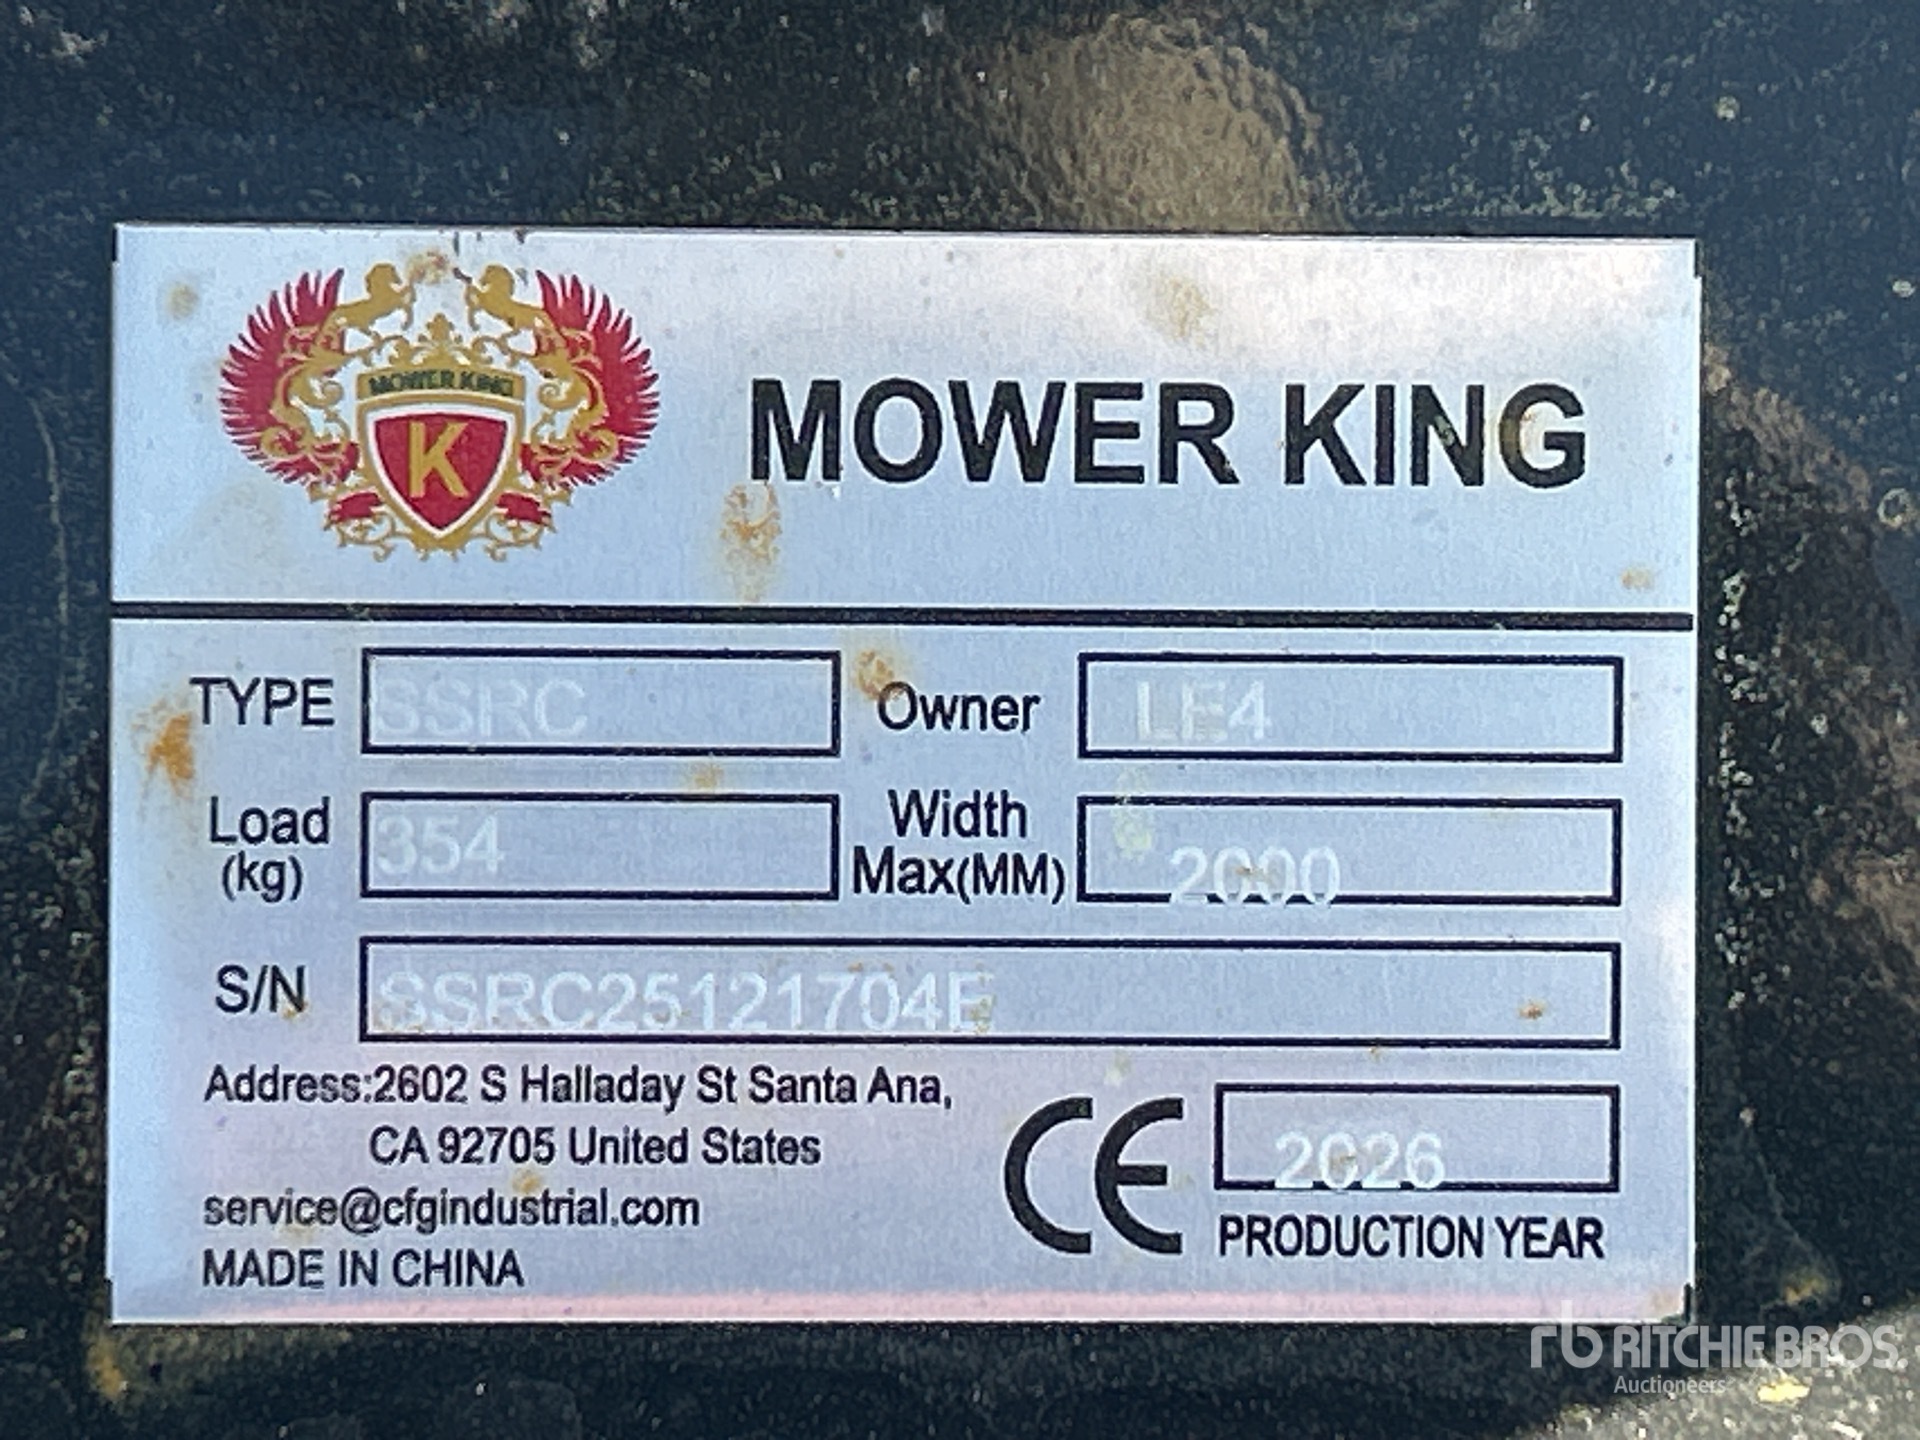 MOWER KING
K
MOWER KING
TYPE SSRC Owner LE4
Load (kg) 354 Width Max(MM) 2000
S/N SSRC25121704E
Address:2602 S Halladay St Santa Ana,
CA 92705 United States
service@cfgindustrial.com
MADE IN CHINA
CE
2026
PRODUCTION YEAR
rb RITCHIE BROS.
Auctioneers